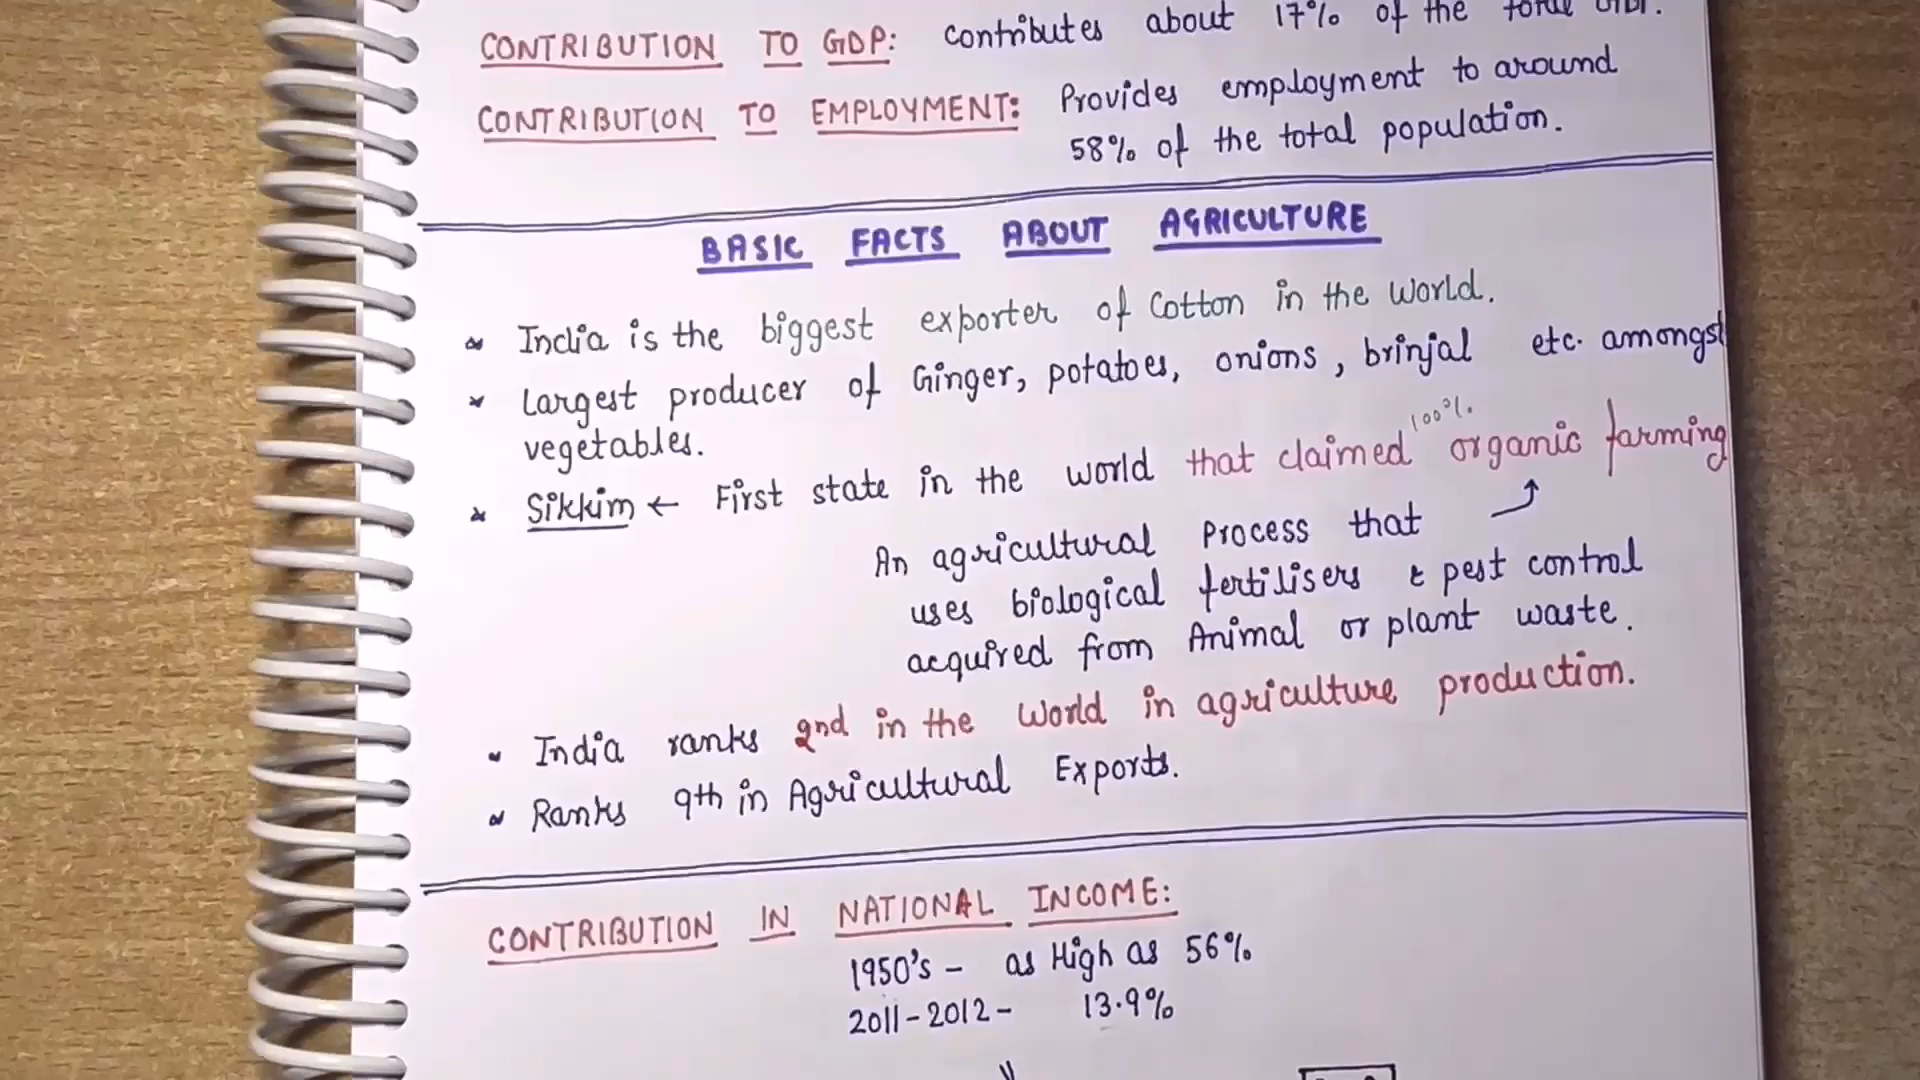 CONTRIBUTION TO GDP: contributes about 17% of the total GDP.
CONTRIBUTION TO EMPLOYMENT: Provides employment to around
58% of the total population.
BASIC FACTS ABOUT AGRICULTURE
India is the biggest exporter of Cotton in the World.
Largest producer of Ginger, potatoes, onions, brinjal etc. amongst
vegetables.
100%
Sikkim ← First state in the world that claimed organic farming
An agricultural process that
uses biological fertilisers & pest control
acquired from Animal or plant waste.
India ranks 2nd in the World in agriculture production.
Ranks 9th in Agricultural Exports.
CONTRIBUTION IN NATIONAL INCOME:
1950's - as High as 56%
2011-2012 - 13.9%